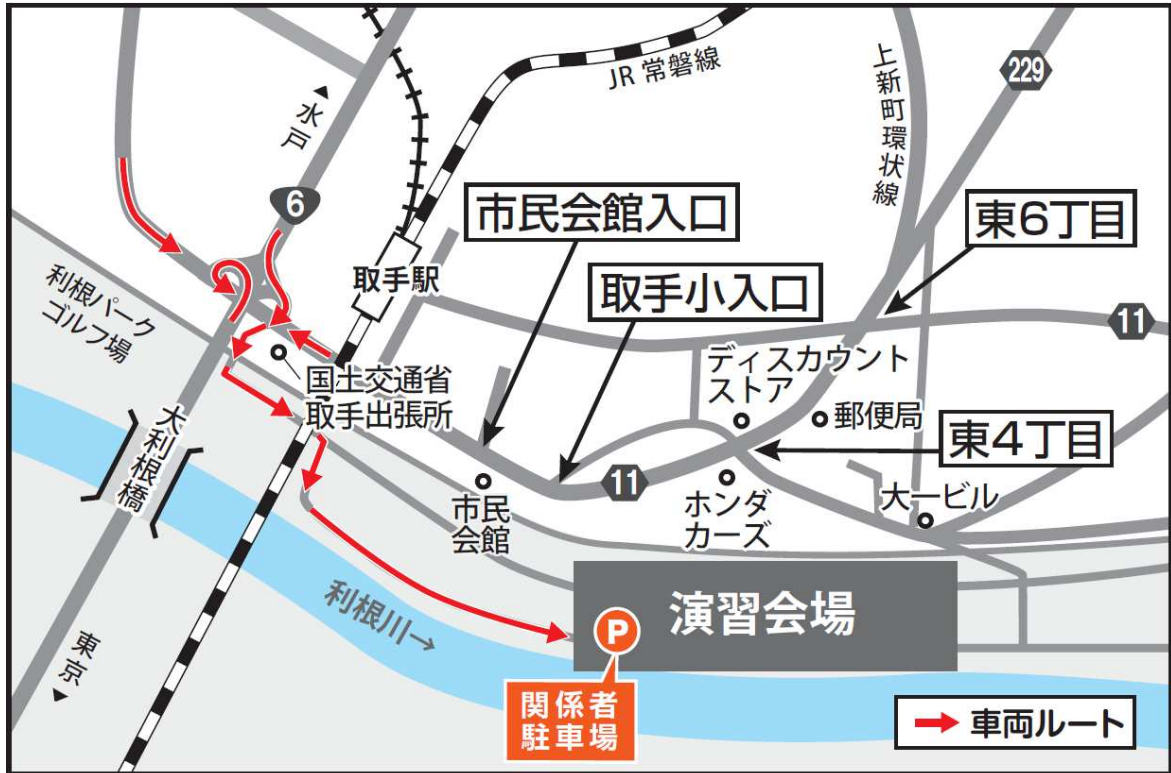 JR 常磐線
229
上新町環状線
水戸
6
市民会館入口
東6丁目
取手駅
取手小入口
利根パーク
ゴルフ場
11
ディスカウント
ストア
国土交通省
取手出張所
郵便局
大利根橋
東4丁目
11
市民
会館
ホンダ
カーズ
大一ビル
利根川→
演習会場
P
東京
関係者
駐車場
車両ルート